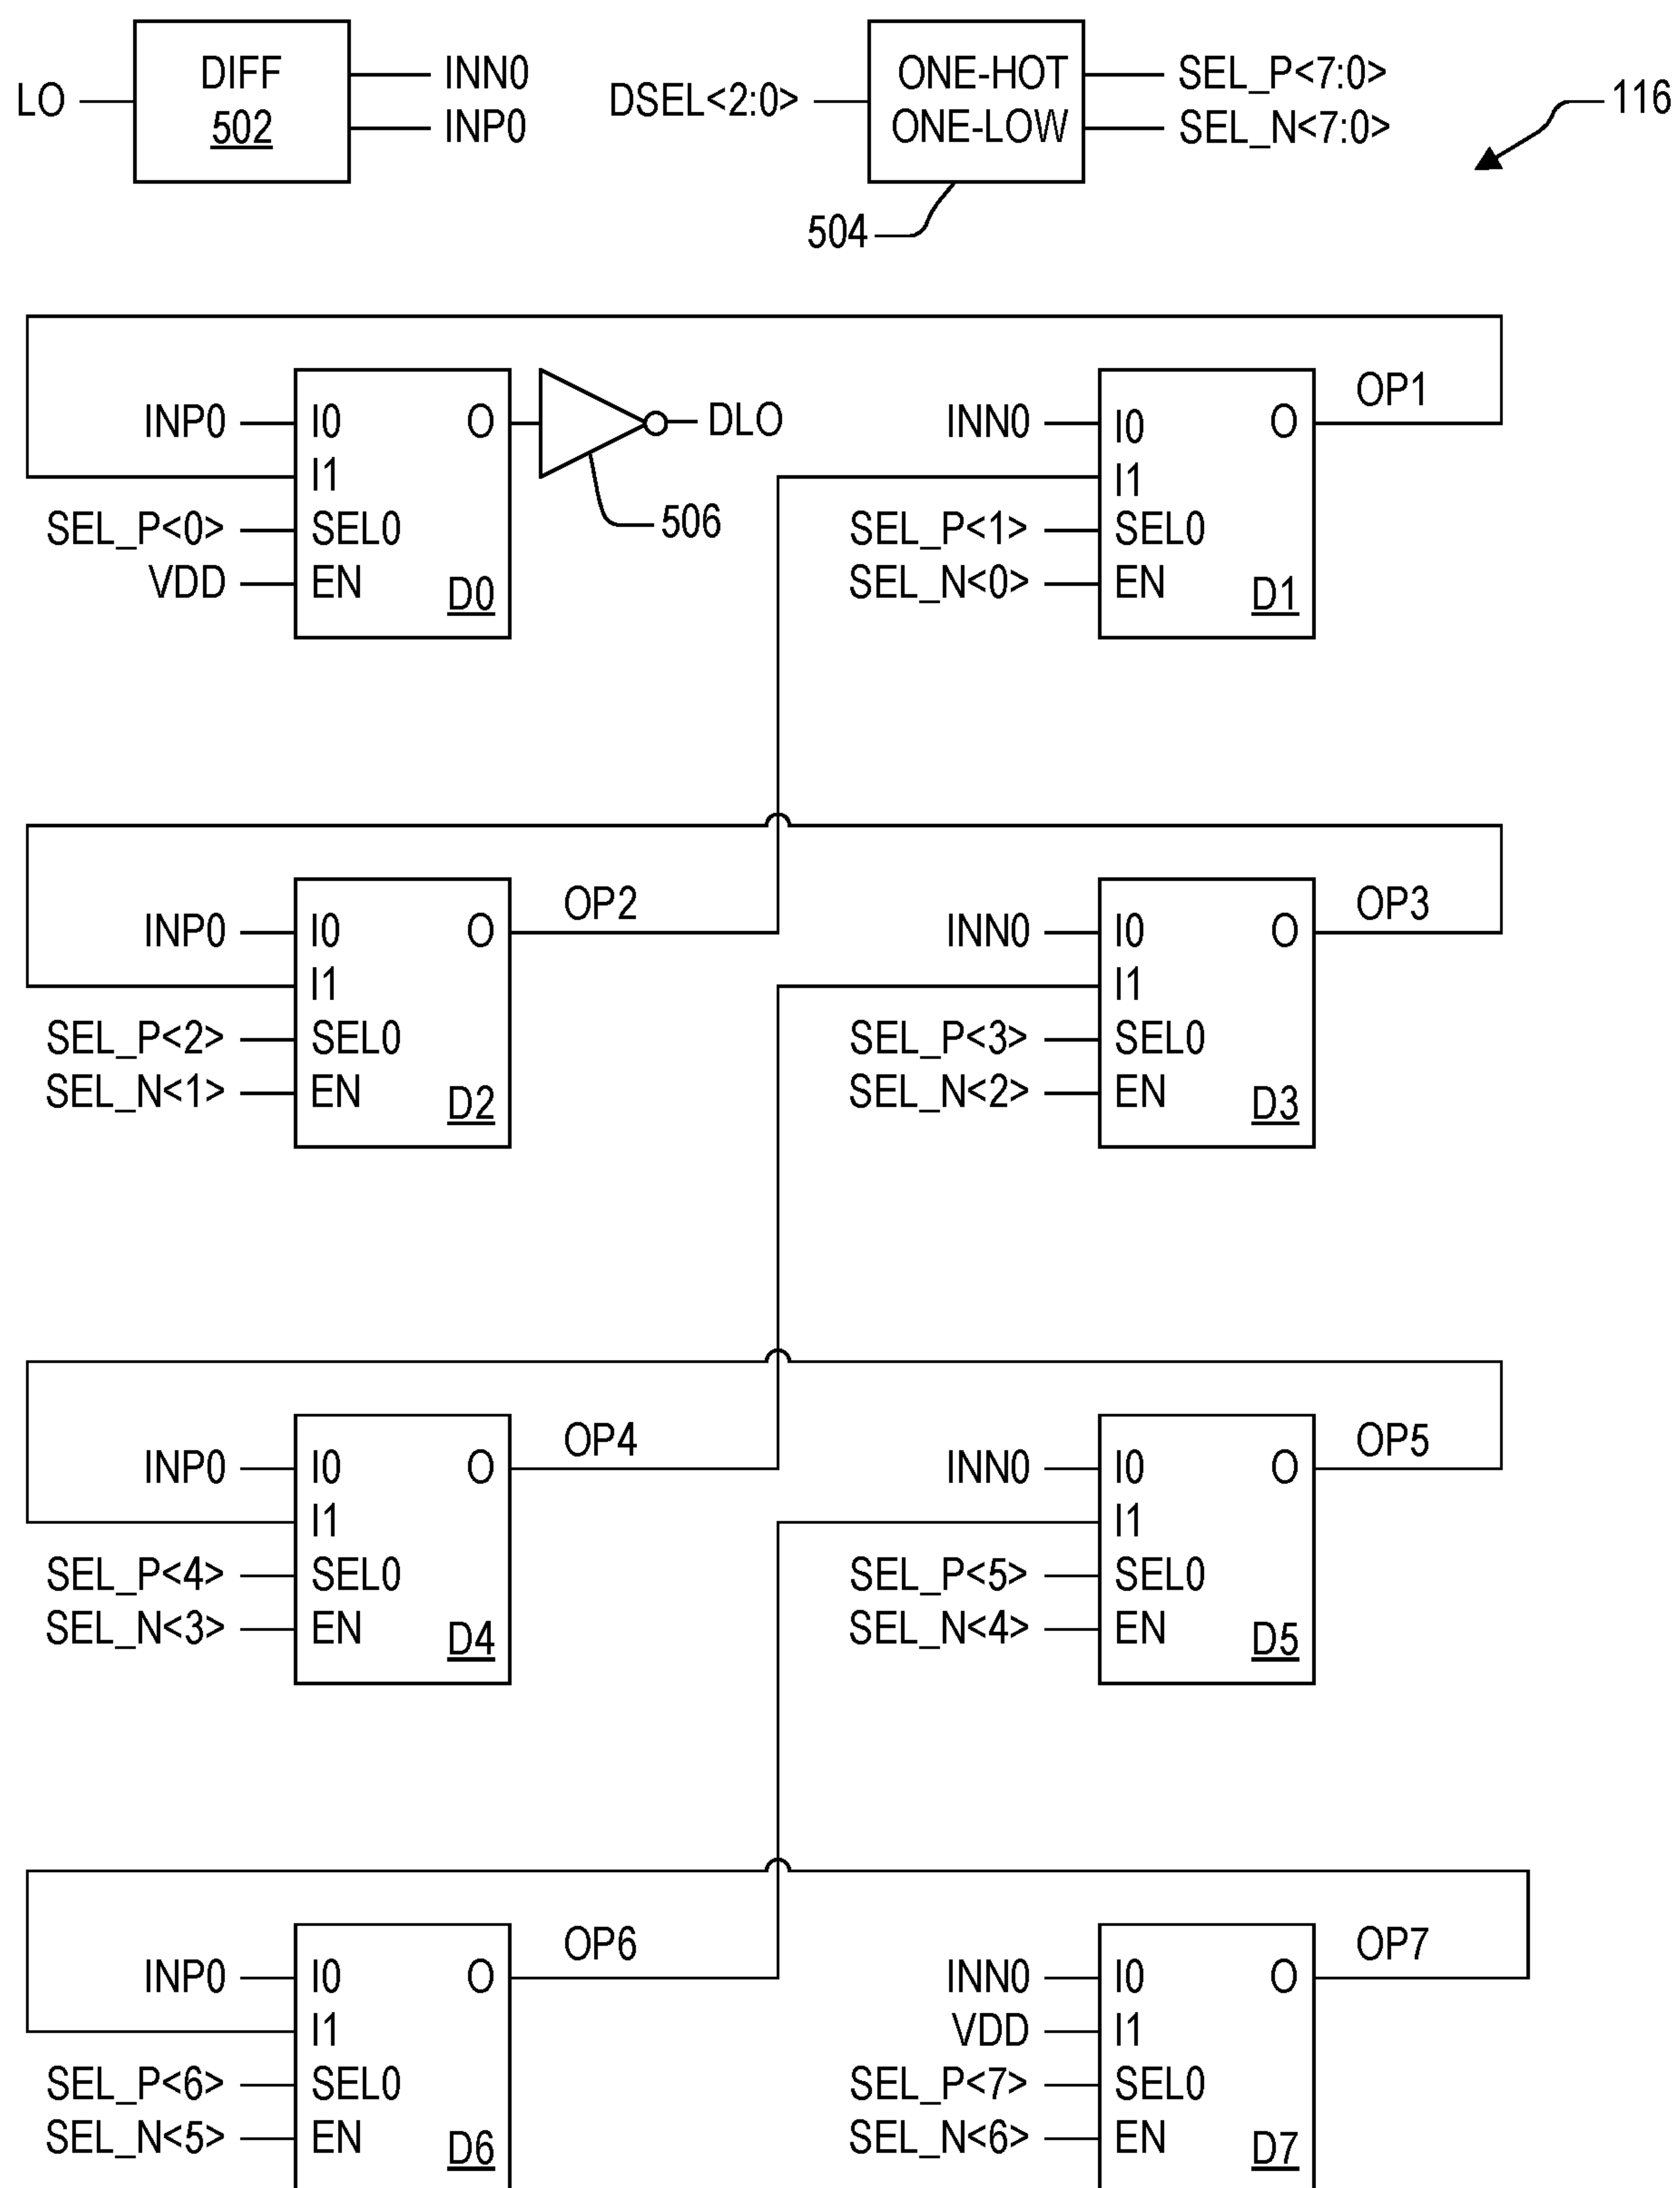 LO
DIFF
502
INN0
INP0
DSEL<2:0>
ONE-HOT
ONE-LOW
SEL_P<7:0>
SEL_N<7:0>
504
116
INP0
I0
I1
SEL_P<0>
SEL0
VDD
EN
O
D0
DLO
506
INN0
I0
I1
SEL_P<1>
SEL0
SEL_N<0>
EN
O
D1
OP1
INP0
I0
I1
SEL_P<2>
SEL0
SEL_N<1>
EN
O
D2
OP2
INN0
I0
I1
SEL_P<3>
SEL0
SEL_N<2>
EN
O
D3
OP3
INP0
I0
I1
SEL_P<4>
SEL0
SEL_N<3>
EN
O
D4
OP4
INN0
I0
I1
SEL_P<5>
SEL0
SEL_N<4>
EN
O
D5
OP5
INP0
I0
I1
SEL_P<6>
SEL0
SEL_N<5>
EN
O
D6
OP6
INN0
I0
VDD
I1
SEL_P<7>
SEL0
SEL_N<6>
EN
O
D7
OP7